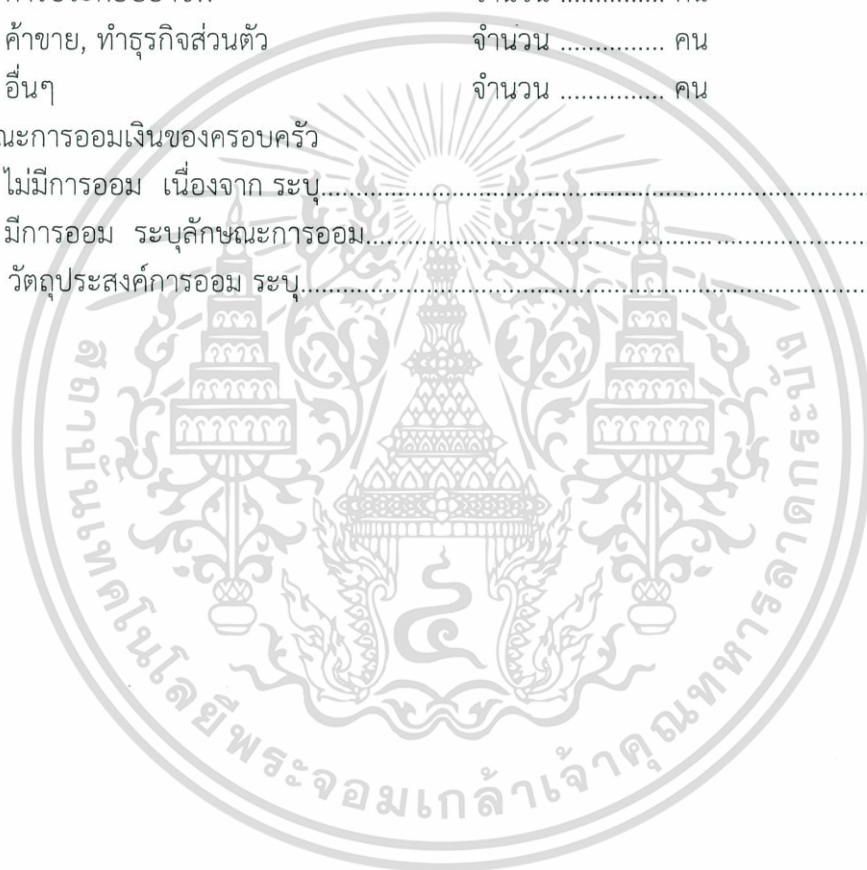 ค้าขาย, ทำธุรกิจส่วนตัว จำนวน ............... คน
อื่นๆ จำนวน ............... คน
ณะการออมเงินของครอบครัว
ไม่มีการออม เนื่องจาก ระบุ................................................................................
มีการออม ระบุลักษณะการออม..........................................................................
วัตถุประสงค์การออม ระบุ...................................................................................
สถาบันเทคโนโลยีพระจอมเกล้าเจ้าคุณทหารลาดกระบัง